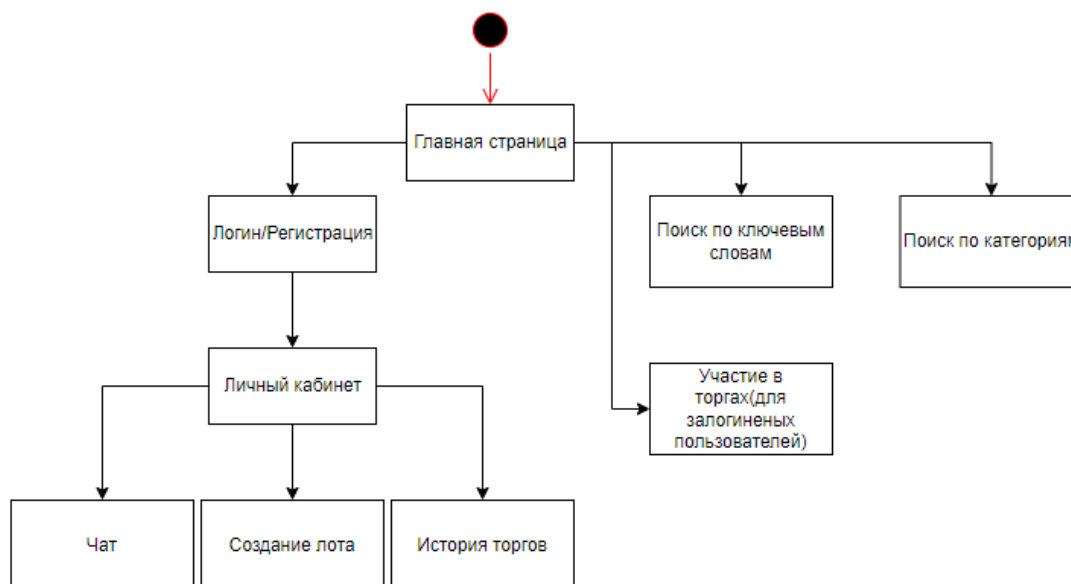 Главная страница
Логин/Регистрация
Поиск по ключевым
словам
Поиск по категориям
Личный кабинет
Участие в
торгах(для
залогиненых
пользователей)
Чат
Создание лота
История торгов